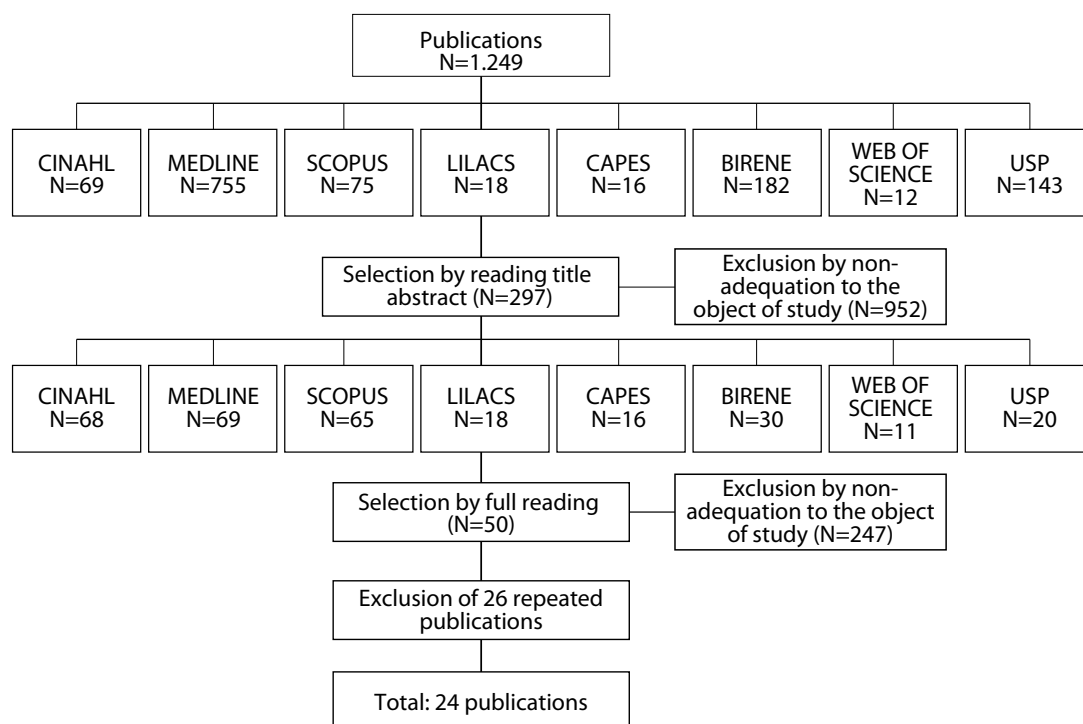 Publications
N=1.249
CINAHL
N=69
MEDLINE
N=755
SCOPUS
N=75
LILACS
N=18
CAPES
N=16
BIRENE
N=182
WEB OF
SCIENCE
N=12
USP
N=143
Selection by reading title
abstract (N=297)
Exclusion by non-
adequation to the
object of study (N=952)
CINAHL
N=68
MEDLINE
N=69
SCOPUS
N=65
LILACS
N=18
CAPES
N=16
BIRENE
N=30
WEB OF
SCIENCE
N=11
USP
N=20
Selection by full reading
(N=50)
Exclusion by non-
adequation to the object
of study (N=247)
Exclusion of 26 repeated
publications
Total: 24 publications